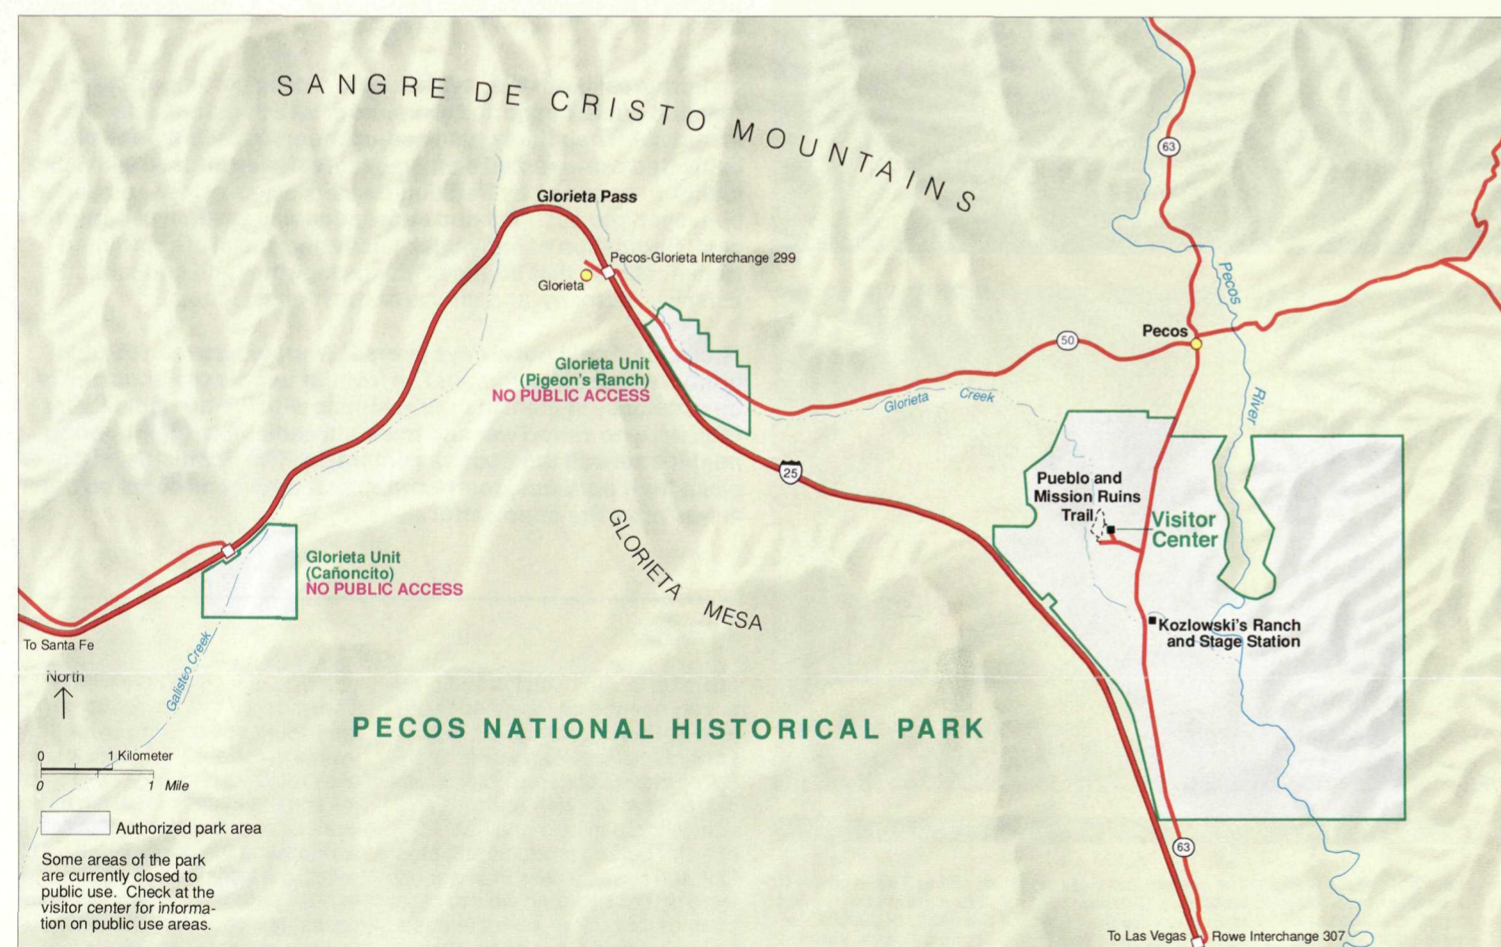 SANGRE DE CRISTO MOUNTAINS
63
Glorieta Pass
Pecos-Glorieta Interchange 299
Glorieta
Pecos
River
Pecos
50
Glorieta Unit
(Pigeon's Ranch)
NO PUBLIC ACCESS
Glorieta Creek
25
Pueblo and
Mission Ruins
Trail
Visitor
Center
GLORIETA MESA
Glorieta Unit
(Cañoncito)
NO PUBLIC ACCESS
Kozlowski's Ranch
and Stage Station
To Santa Fe
Galisteo Creek
North
PECOS NATIONAL HISTORICAL PARK
0 1 Kilometer
0 1 Mile
Authorized park area
Some areas of the park
are currently closed to
public use. Check at the
visitor center for informa-
tion on public use areas.
63
To Las Vegas
Rowe Interchange 307